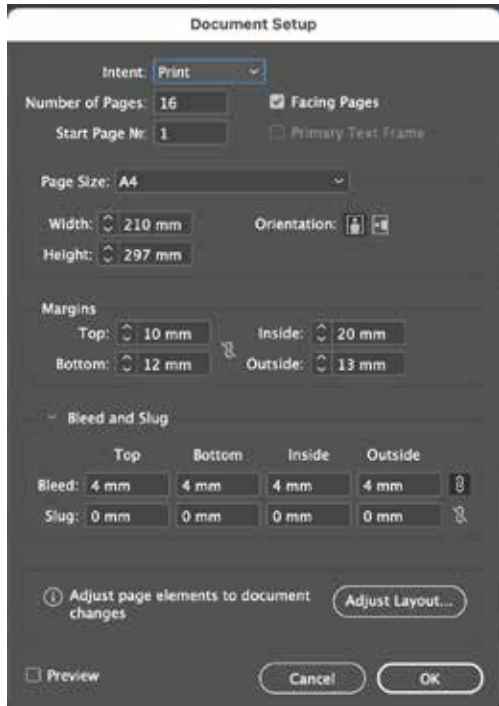 Document Setup
Intent: Print
Number of Pages: 16 Facing Pages
Start Page №: 1 Primary Text Frame
Page Size: A4
Width: 210 mm Orientation:
Height: 297 mm
Margins
Top: 10 mm Inside: 20 mm
Bottom: 12 mm Outside: 13 mm
Bleed and Slug
Top Bottom Inside Outside
Bleed: 4 mm 4 mm 4 mm 4 mm
Slug: 0 mm 0 mm 0 mm 0 mm
Adjust page elements to document Adjust Layout...
changes
Preview Cancel OK